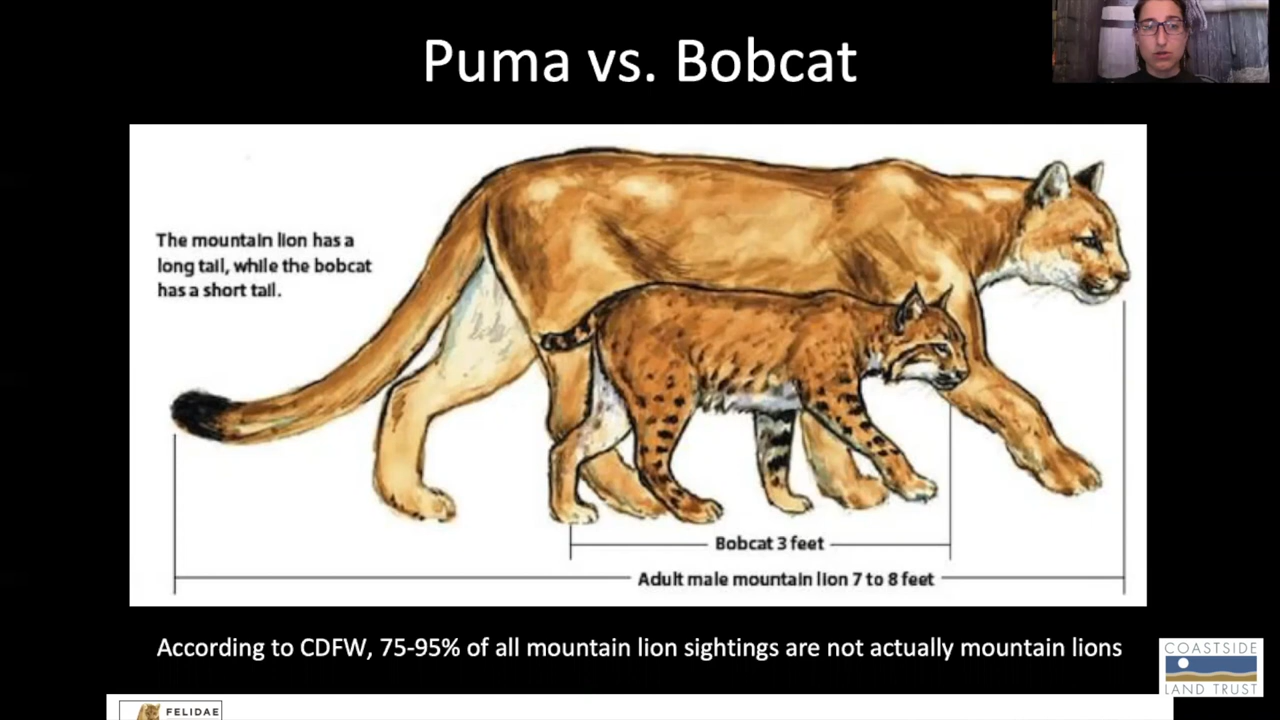 Puma vs. Bobcat
The mountain lion has a
long tail, while the bobcat
has a short tail.
Bobcat 3 feet
Adult male mountain lion 7 to 8 feet
According to CDFW, 75-95% of all mountain lion sightings are not actually mountain lions
COASTSIDE
LAND TRUST
FELIDAE